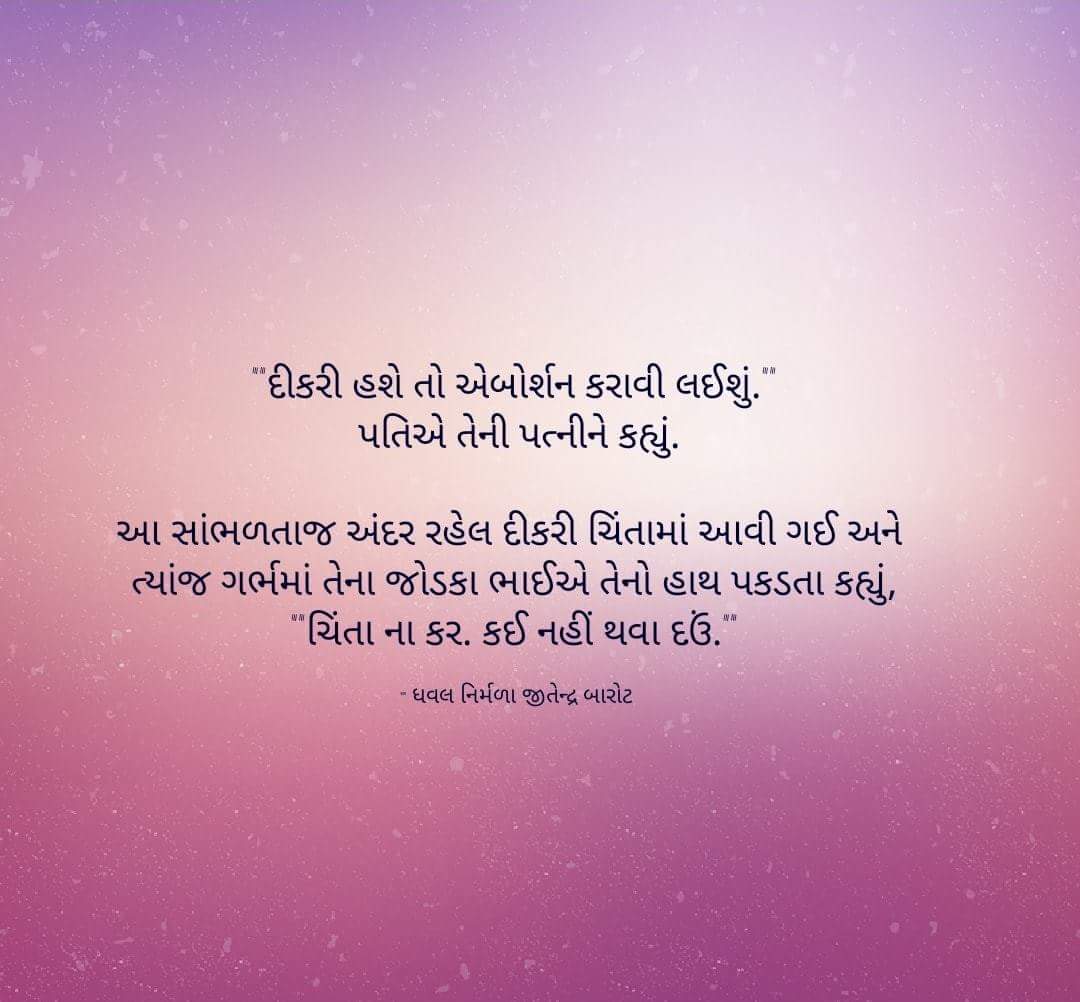 ""દીકરી હશે તો એબોર્શન કરાવી લઈશું.""
પતિએ તેની પત્નીને કહ્યું.
આ સાંભળતાજ અંદર રહેલ દીકરી ચિંતામાં આવી ગઈ અને
ત્યાંજ ગર્ભમાં તેના જોડકા ભાઈએ તેનો હાથ પકડતા કહ્યું,
""ચિંતા ના કર. કઈ નહીં થવા દઉં.""
- ધવલ નિર્મળા જીતેન્દ્ર બારોટ